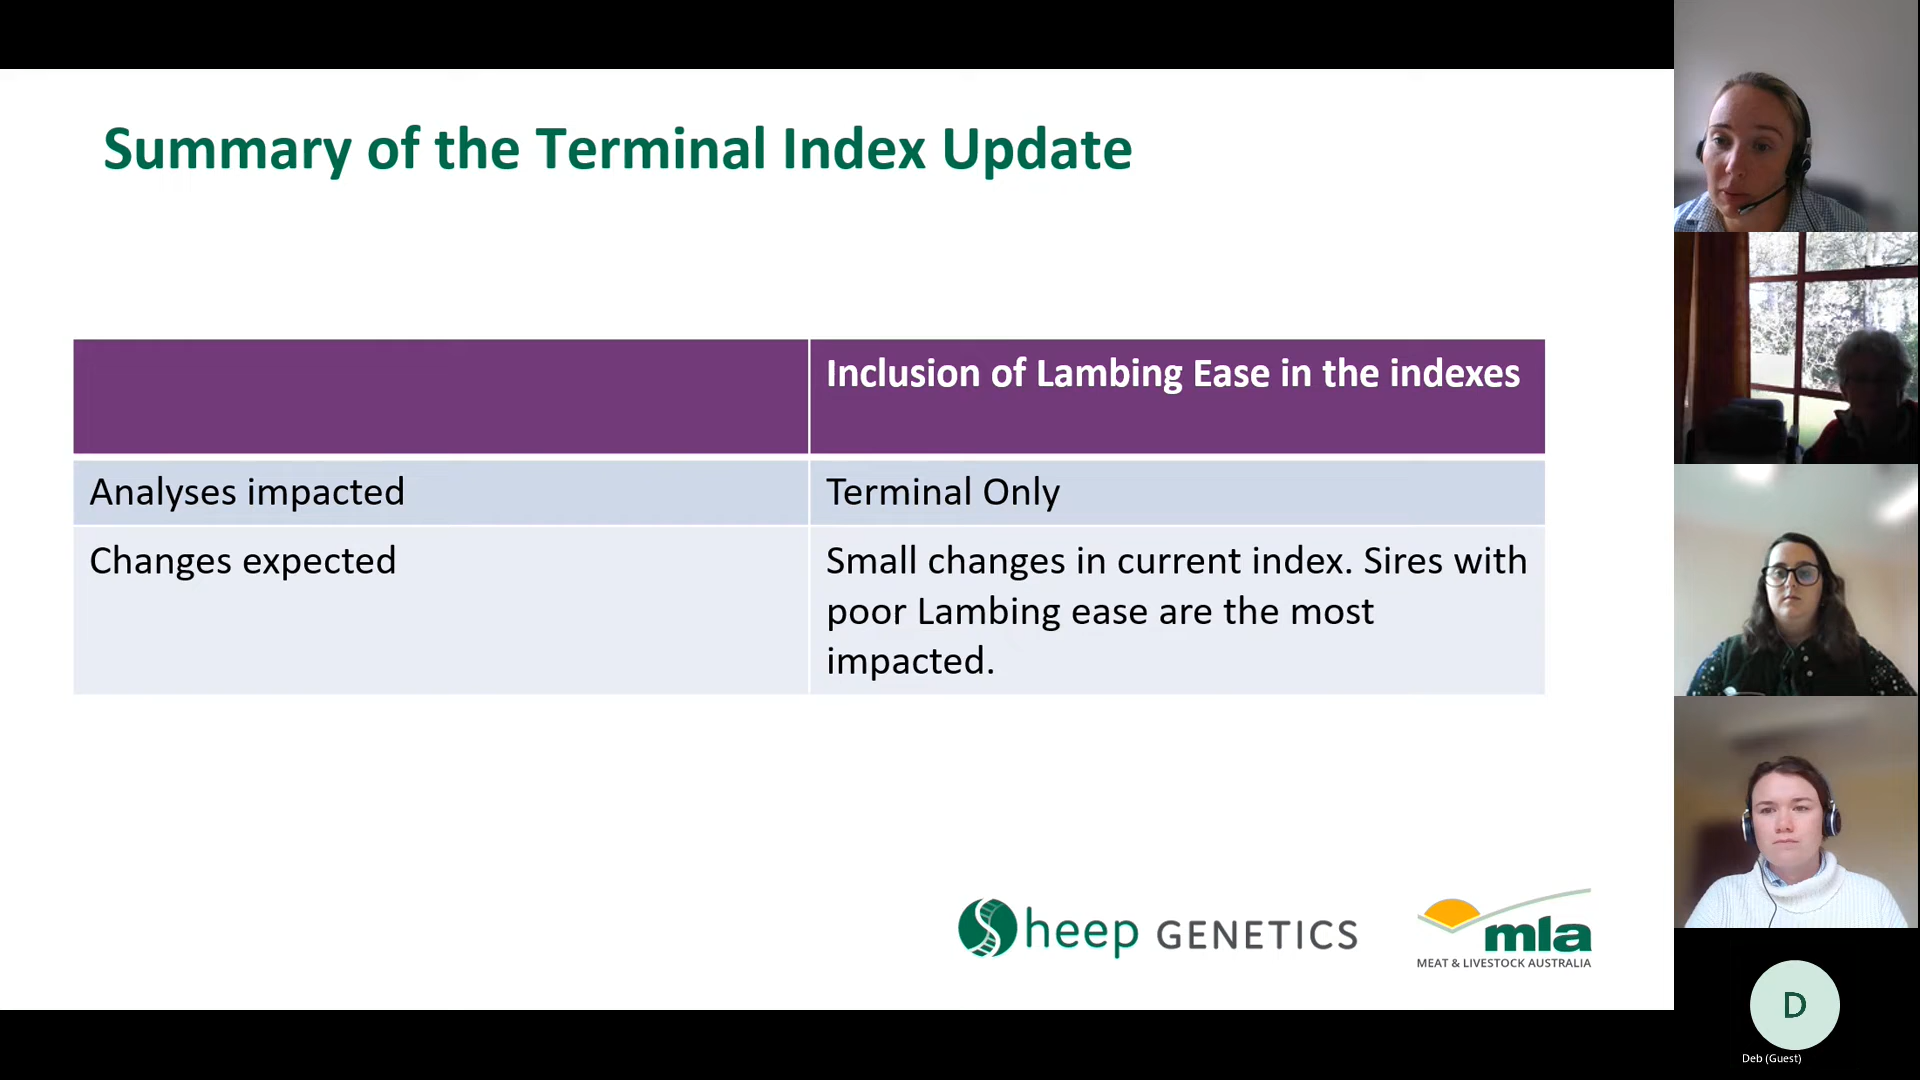 Summary of the Terminal Index Update
Inclusion of Lambing Ease in the indexes
Analyses impacted
Terminal Only
Changes expected
Small changes in current index. Sires with
poor Lambing ease are the most
impacted.
Sheep GENETICS
mla
MEAT & LIVESTOCK AUSTRALIA
D
Deb (Guest)